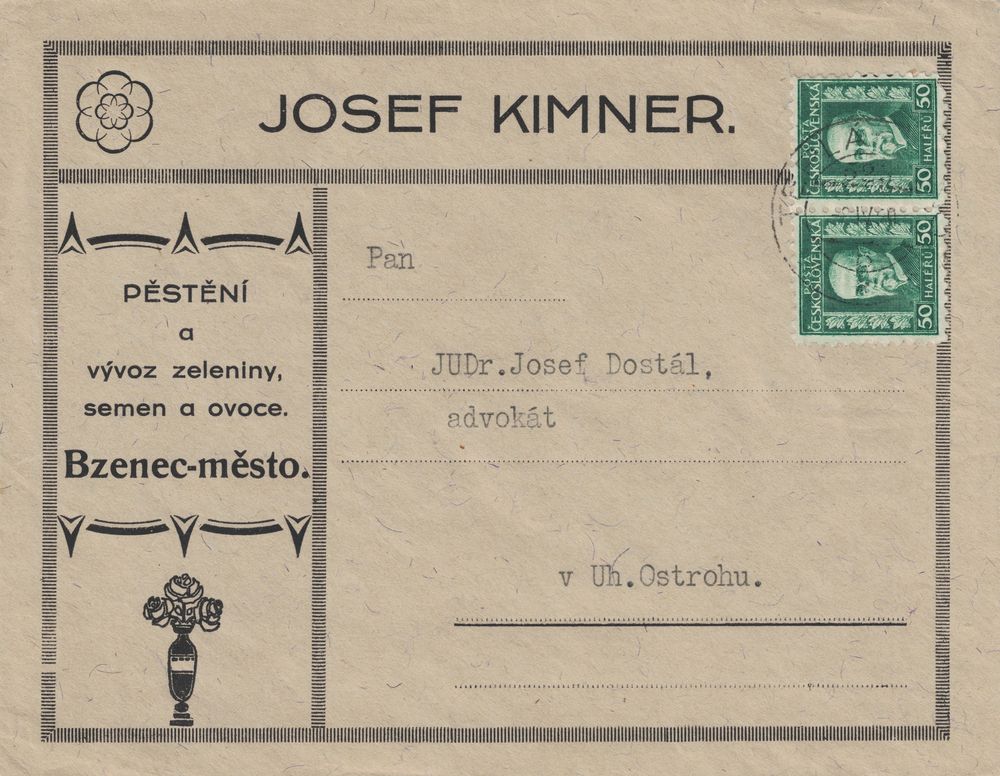 JOSEF KIMNER.
POŠTA
ČESKOSLOVENSKÁ
50 HALÉŘŮ 50
POŠTA
ČESKOSLOVENSKÁ
50 HALÉŘŮ 50
PĚSTĚNÍ
a
vývoz zeleniny,
semen a ovoce.
Bzenec-město.
Pan
JUDr.Josef Dostál,
advokát
v Uh.Ostrohu.